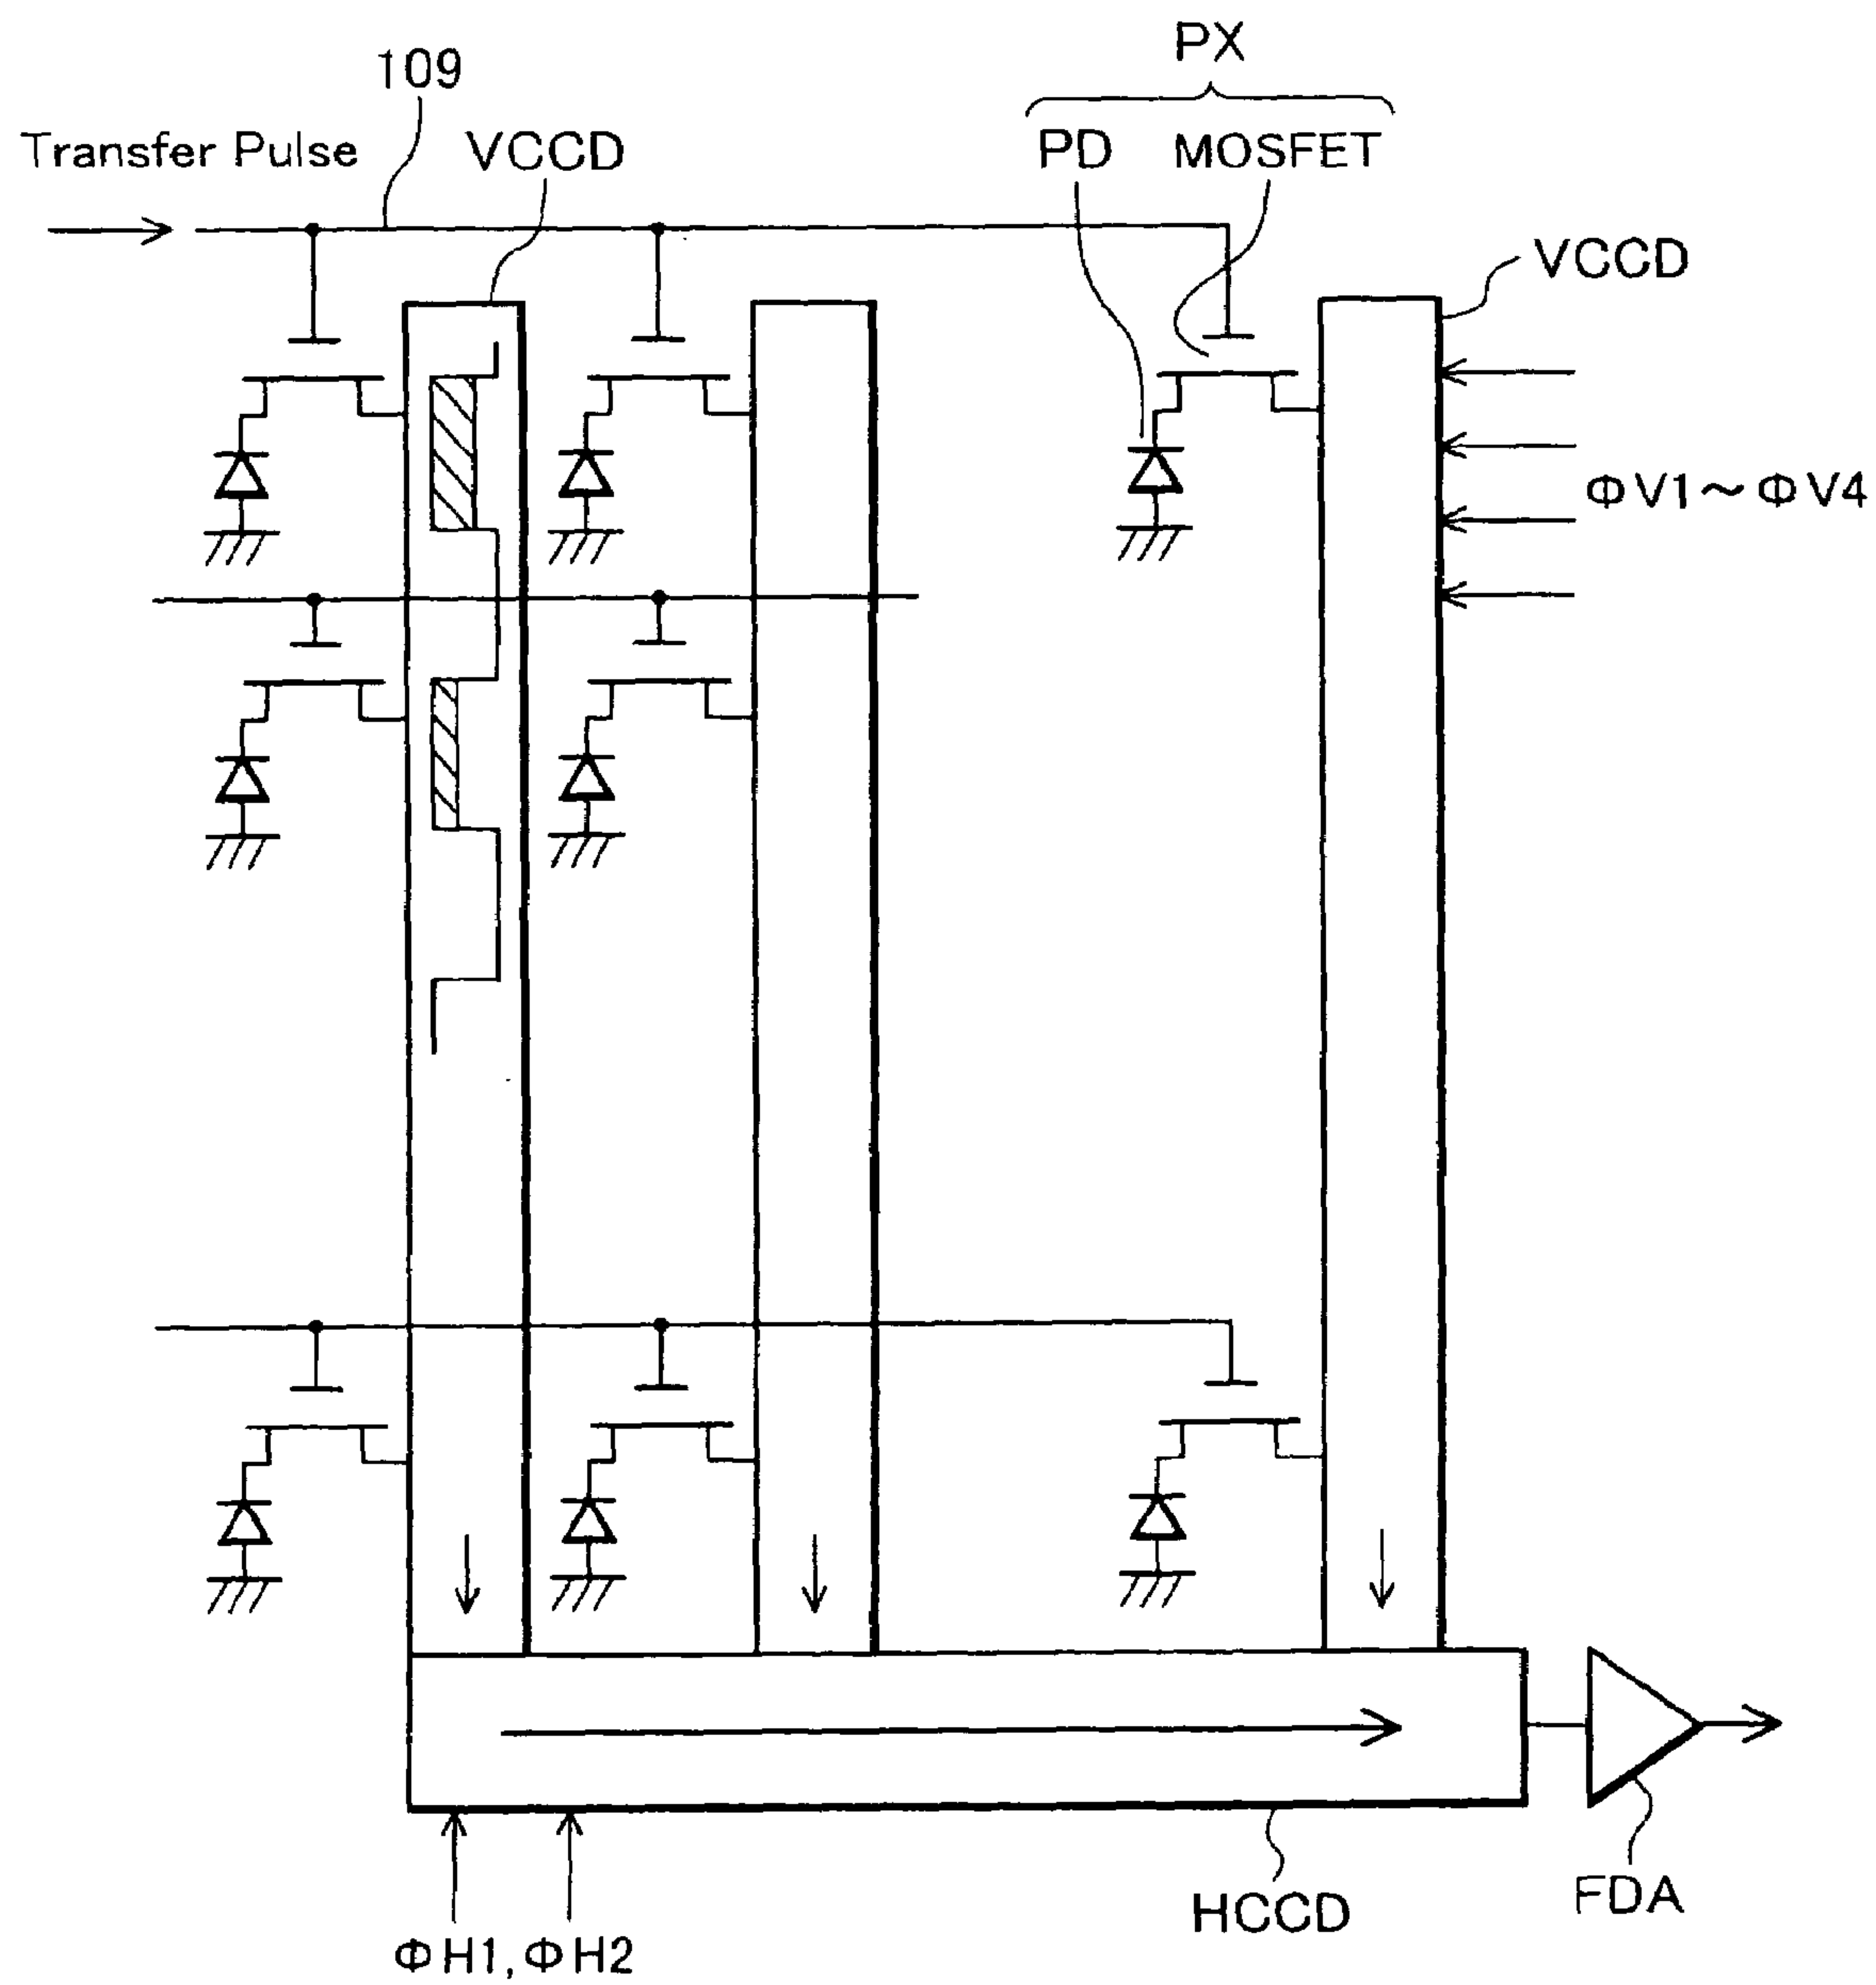 PX
109
Transfer Pulse
VCCD
PD
MOSFET
VCCD
ΦV1～ΦV4
HCCD
FDA
ΦH1,ΦH2